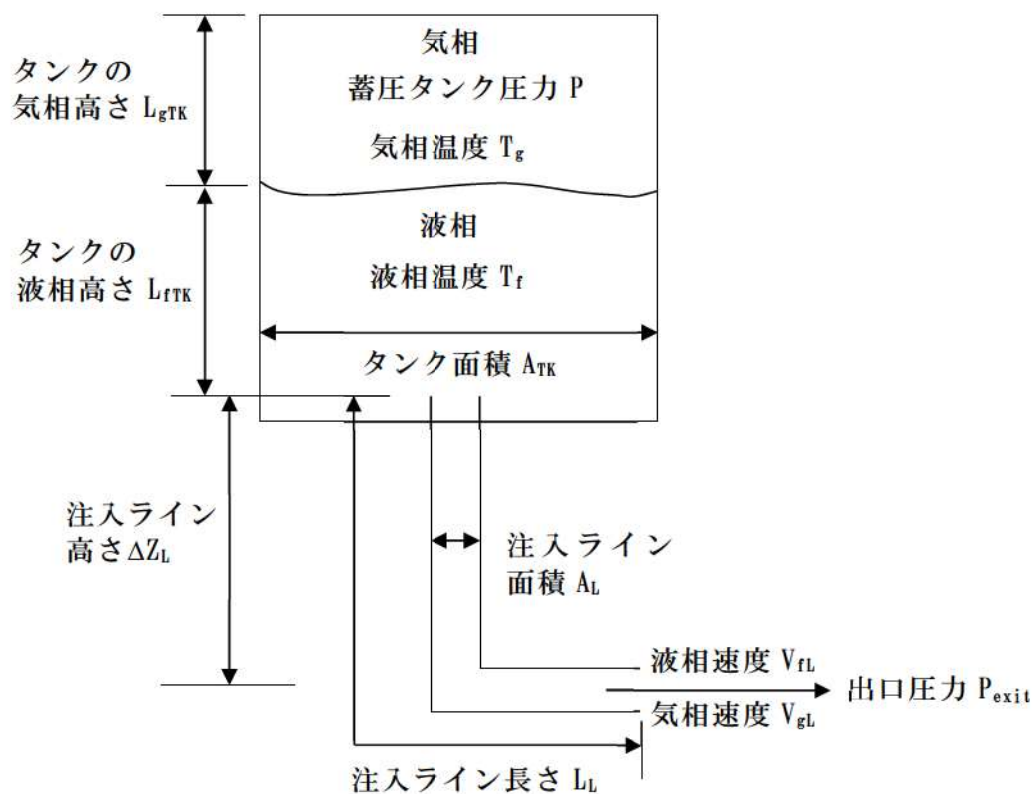 気相
蓄圧タンク圧力 P
気相温度 Tg
タンクの
気相高さ LgTK
液相
液相温度 Tf
タンクの
液相高さ LfTK
タンク面積 ATK
注入ライン
高さΔZL
注入ライン
面積 AL
液相速度 VfL
出口圧力 Pexit
気相速度 VgL
注入ライン長さ LL